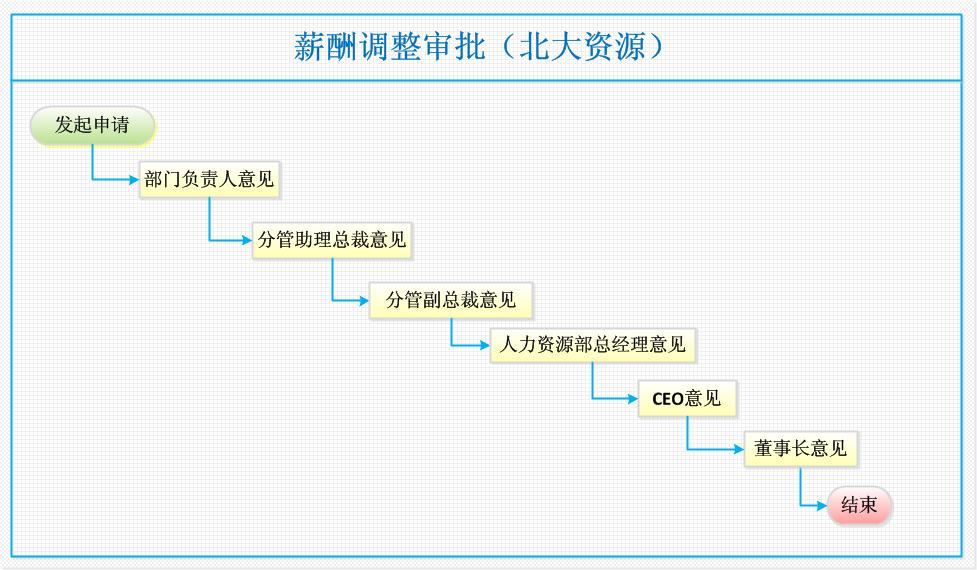 薪酬调整审批（北大资源）
发起申请
部门负责人意见
分管助理总裁意见
分管副总裁意见
人力资源部总经理意见
CEO意见
董事长意见
结束